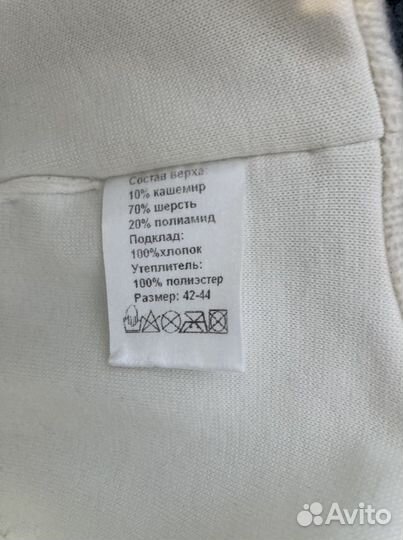 Состав верха
10% кашемир
70% шерсть
20% полиамид
Подклад:
100%хлопок
Утеплитель:
100% полиэстер
Размер: 42-44
Avito